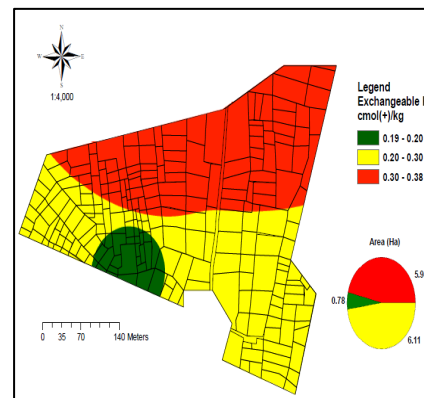 N
W E
S
1:4,000
Legend
Exchangeable
cmol(+)/kg
0.19 - 0.20
0.20 - 0.30
0.30 - 0.38
Area (Ha)
5.9
0.78
6.11
0 35 70 140 Meters